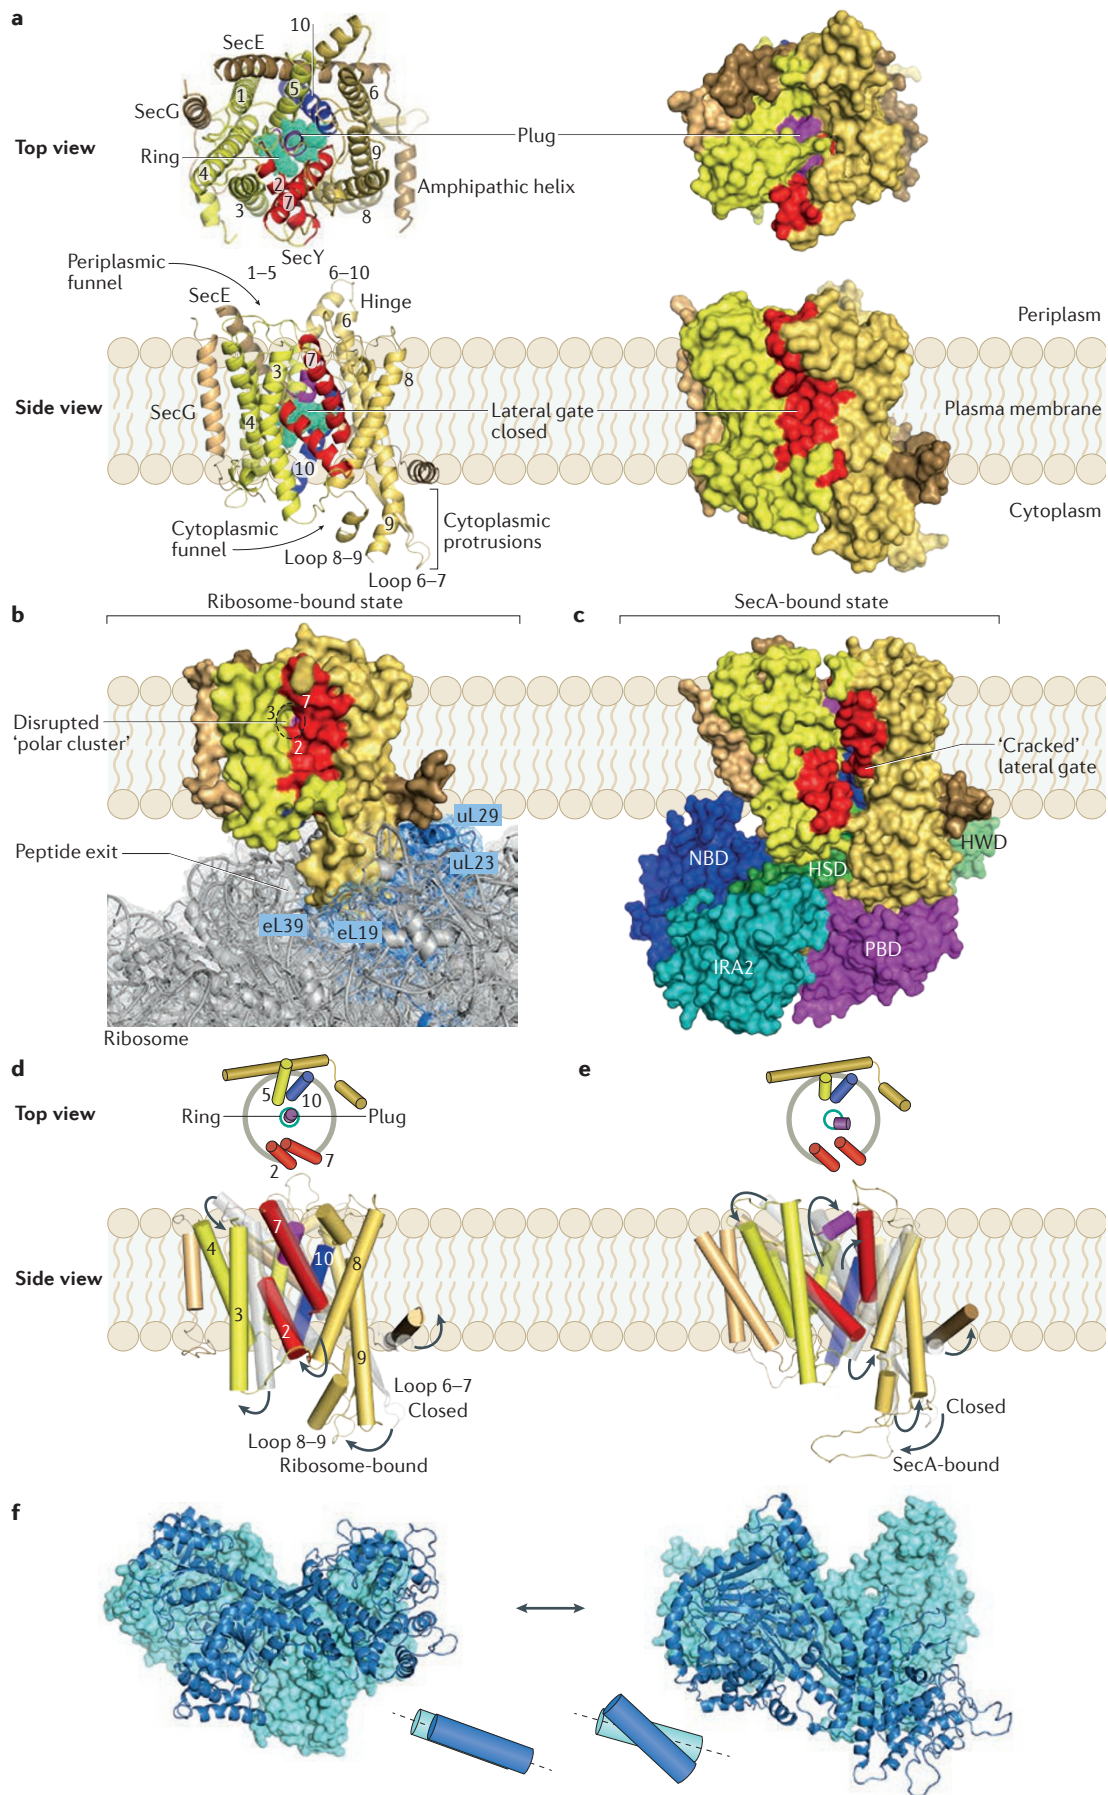 a
10
SecE
5
6
1
SecG
Plug
Top view
Ring
9
4
2
Amphipathic helix
3
7
8
SecY
Periplasmic
funnel
1–5
6–10
SecE
Hinge
Periplasm
6
7
3
8
Side view
SecG
4
Lateral gate
closed
Plasma membrane
10
7
Cytoplasmic
funnel
9
Cytoplasmic
protrusions
Cytoplasm
Loop 8–9
Loop 6–7
b
Ribosome-bound state
c
SecA-bound state
7
3
Disrupted
'polar cluster'
2
'Cracked'
lateral gate
uL29
Peptide exit
uL23
NBD
HSD
HWD
eL39
eL19
IRA2
PBD
Ribosome
d
e
5
10
Top view
Ring
Plug
2
7
7
4
10
8
Side view
3
2
9
Loop 6–7
Closed
Closed
Loop 8–9
Ribosome-bound
SecA-bound
f